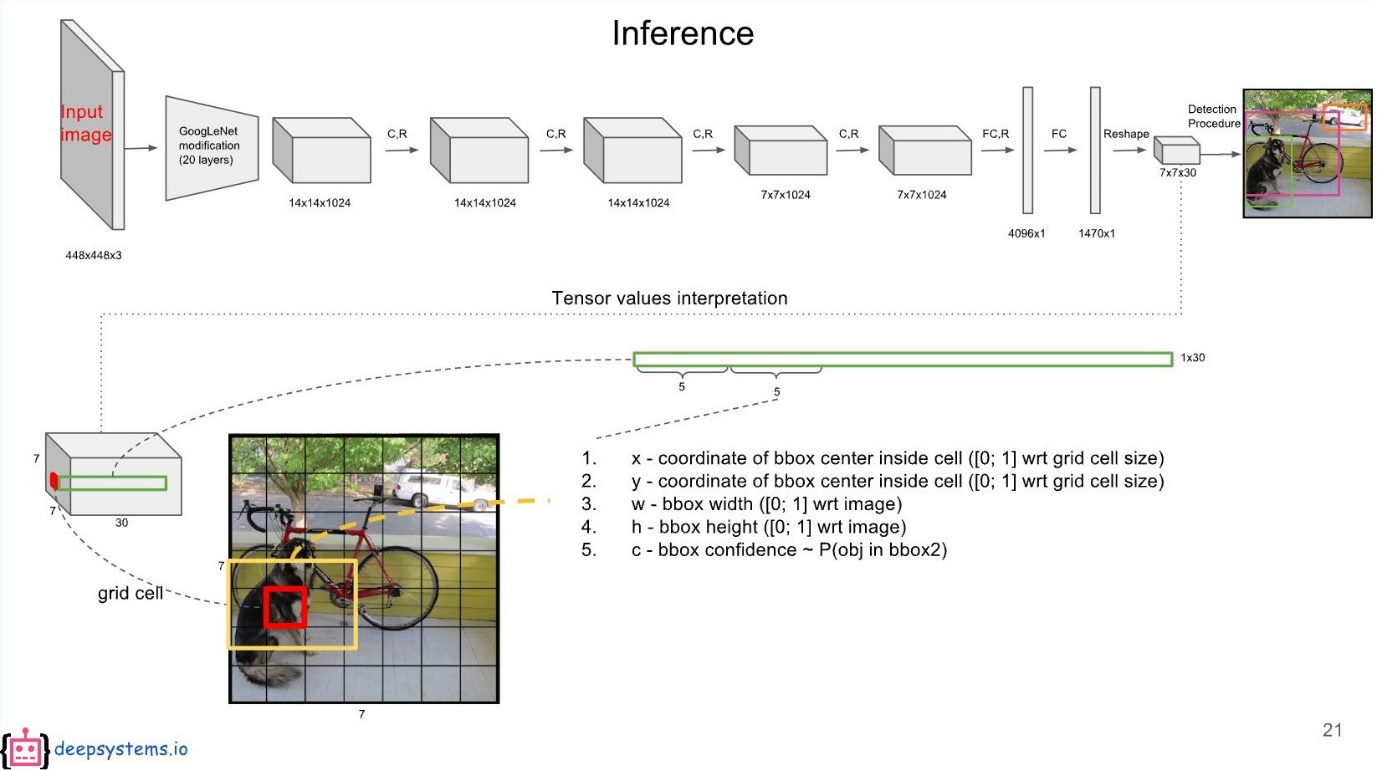 Inference
Input
image
448x448x3
GoogLeNet
modification
(20 layers)
14x14x1024
C,R
14x14x1024
C,R
14x14x1024
C,R
7x7x1024
C,R
7x7x1024
FC,R
4096x1
FC
1470x1
Reshape
7x7x30
Detection
Procedure
Tensor values interpretation
1x30
5
5
7
7
30
grid cell
7
7
1. x - coordinate of bbox center inside cell ([0; 1] wrt grid cell size)
2. y - coordinate of bbox center inside cell ([0; 1] wrt grid cell size)
3. w - bbox width ([0; 1] wrt image)
4. h - bbox height ([0; 1] wrt image)
5. c - bbox confidence ~ P(obj in bbox2)
21
deepsystems.io